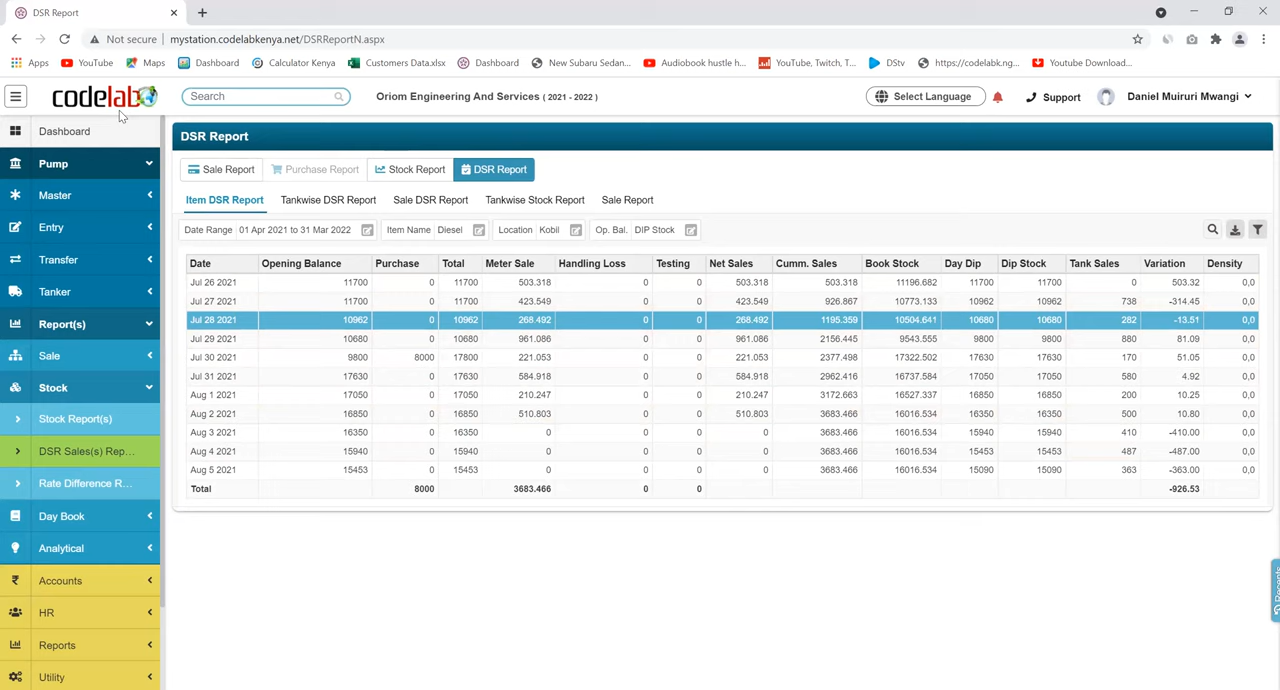 DSR Report
Not secure | mystation.codelabkenya.net/DSRReportN.aspx
Apps YouTube Maps Dashboard Calculator Kenya Customers Data.xlsx Dashboard New Subaru Sedan... Audiobook hustle h... YouTube, Twitch, T... DStv https://codelabk.ng... Youtube Download...
codelab Search Oriom Engineering And Services ( 2021 - 2022 ) Select Language Support Daniel Muiruri Mwangi
Dashboard
Pump
Master
Entry
Transfer
Tanker
Report(s)
Sale
Stock
Stock Report(s)
DSR Sales(s) Rep...
Rate Difference R...
Day Book
Analytical
Accounts
HR
Reports
Utility
DSR Report
Sale Report Purchase Report Stock Report DSR Report
Item DSR Report Tankwise DSR Report Sale DSR Report Tankwise Stock Report Sale Report
Date Range 01 Apr 2021 to 31 Mar 2022 Item Name Diesel Location Kobil Op. Bal. DIP Stock
Date Opening Balance Purchase Total Meter Sale Handling Loss Testing Net Sales Cumm. Sales Book Stock Day Dip Dip Stock Tank Sales Variation Density
Jul 26 2021 11700 0 11700 503.318 0 0 503.318 503.318 11196.682 11700 11700 0 503.32 0,0
Jul 27 2021 11700 0 11700 423.549 0 0 423.549 926.867 10773.133 10962 10962 738 -314.45 0,0
Jul 28 2021 10962 0 10962 268.492 0 0 268.492 1195.359 10504.641 10680 10680 282 -13.51 0,0
Jul 29 2021 10680 0 10680 961.086 0 0 961.086 2156.445 9543.555 9800 9800 880 81.09 0,0
Jul 30 2021 9800 8000 17800 221.053 0 0 221.053 2377.498 17322.502 17630 17630 170 51.05 0,0
Jul 31 2021 17630 0 17630 584.918 0 0 584.918 2962.416 16737.584 17050 17050 580 4.92 0,0
Aug 1 2021 17050 0 17050 210.247 0 0 210.247 3172.663 16527.337 16850 16850 200 10.25 0,0
Aug 2 2021 16850 0 16850 510.803 0 0 510.803 3683.466 16016.534 16350 16350 500 10.80 0,0
Aug 3 2021 16350 0 16350 0 0 0 0 3683.466 16016.534 15940 15940 410 -410.00 0,0
Aug 4 2021 15940 0 15940 0 0 0 0 3683.466 16016.534 15453 15453 487 -487.00 0,0
Aug 5 2021 15453 0 15453 0 0 0 0 3683.466 16016.534 15090 15090 363 -363.00 0,0
Total 8000 3683.466 0 0 -926.53
Recents